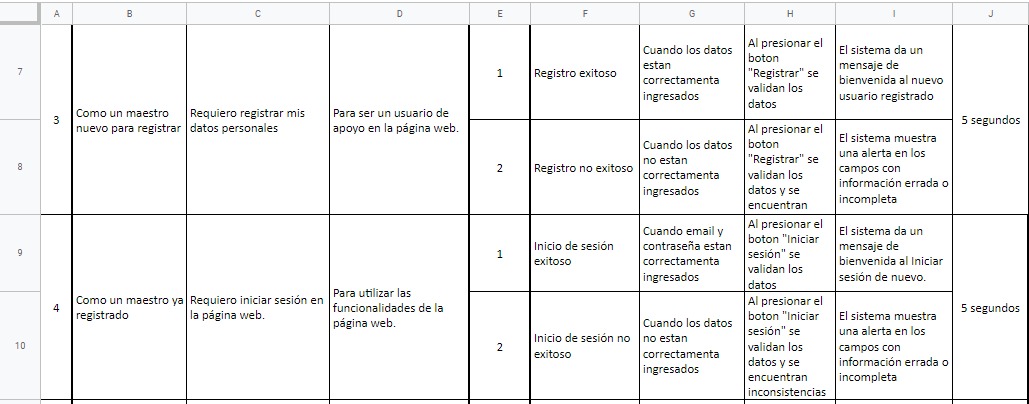 A B C D E F G H I J
7
3
Como un maestro
nuevo para registrar
Requiero registrar mis
datos personales
Para ser un usuario de
apoyo en la página web.
1
Registro exitoso
Cuando los datos
estan
correctamenta
ingresados
Al presionar el
boton
"Registrar" se
validan los
datos
El sistema da un
mensaje de
bienvenida al nuevo
usuario registrado
5 segundos
8
2
Registro no exitoso
Cuando los datos
no estan
correctamenta
ingresados
Al presionar el
boton
"Registrar" se
validan los
datos y se
encuentran
El sistema muestra
una alerta en los
campos con
información errada o
incompleta
9
4
Como un maestro ya
registrado
Requiero iniciar sesión en
la página web.
Para utilizar las
funcionalidades de la
página web.
1
Inicio de sesión
exitoso
Cuando email y
contraseña estan
correctamenta
ingresados
Al presionar el
boton "Iniciar
sesión" se
validan los
datos
El sistema da un
mensaje de
bienvenida al Iniciar
sesión de nuevo.
5 segundos
10
2
Inicio de sesión no
exitoso
Cuando los datos
no estan
correctamenta
ingresados
Al presionar el
boton "Iniciar
sesión" se
validan los
datos y se
encuentran
inconsistencias
El sistema muestra
una alerta en los
campos con
información errada o
incompleta